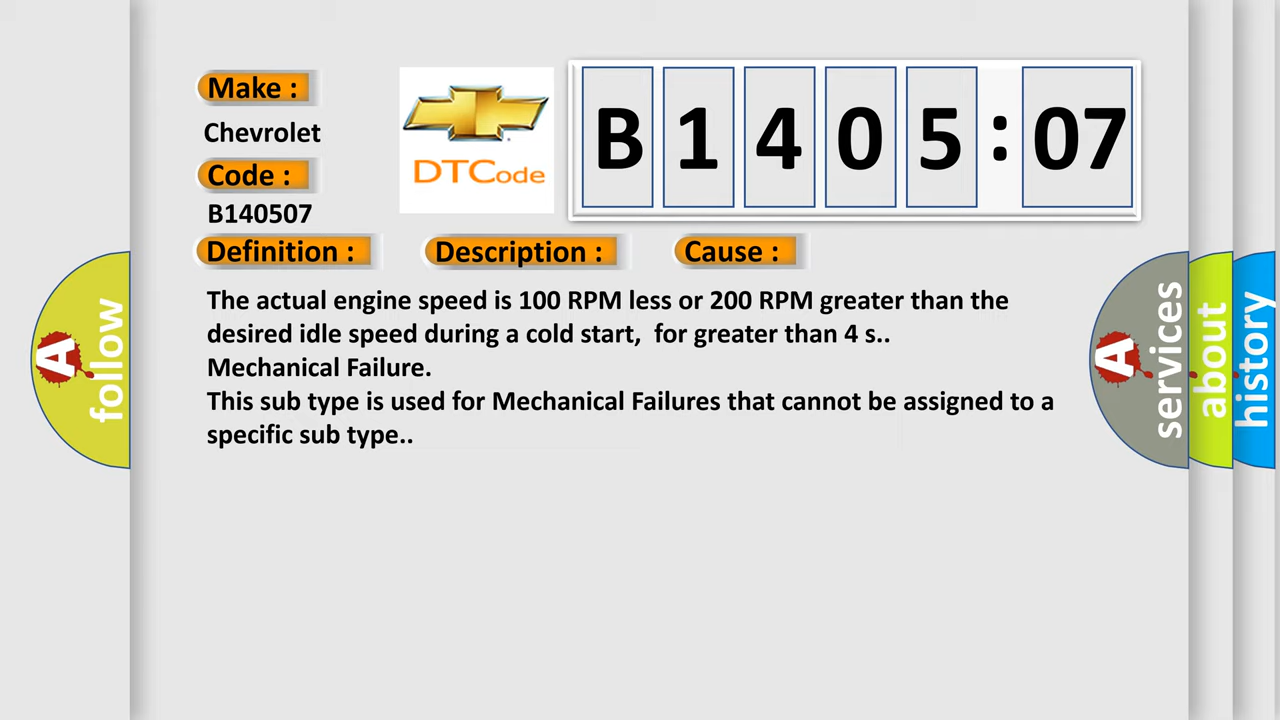 Make :
Chevrolet
Code :
B140507
DTCode
B 1 4 0 5 : 07
Definition :
Description :
Cause :
The actual engine speed is 100 RPM less or 200 RPM greater than the
desired idle speed during a cold start,  for greater than 4 s..
Mechanical Failure.
This sub type is used for Mechanical Failures that cannot be assigned to a
specific sub type..
A follow
A services
about
history